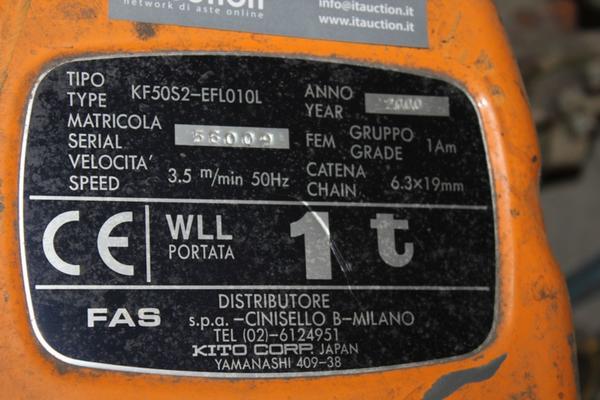 network di aste online
info@itauction.it
www.itauction.it
TIPO
TYPE KF50S2-EFL010L
ANNO
YEAR 2000
MATRICOLA
SERIAL 56009
FEM GRUPPO
GRADE 1Am
VELOCITA'
SPEED 3.5 m/min 50Hz
CATENA
CHAIN 6.3×19mm
CE
WLL
PORTATA
1 t
FAS
DISTRIBUTORE
s.p.a. -CINISELLO B-MILANO
TEL (02)-6124951
KITO CORP. JAPAN
YAMANASHI 409-38